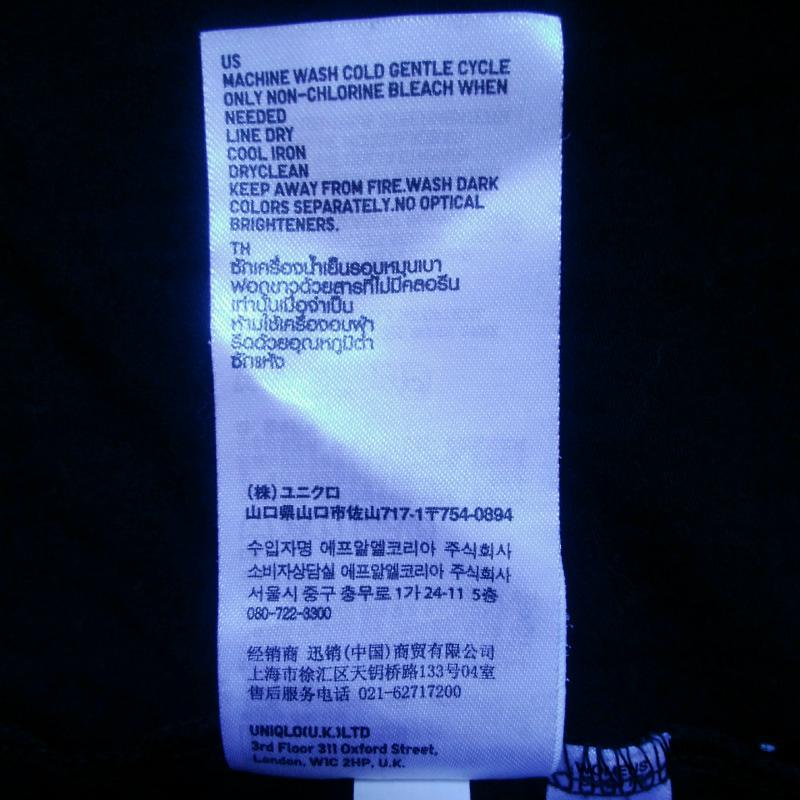 US
MACHINE WASH COLD GENTLE CYCLE
ONLY NON-CHLORINE BLEACH WHEN
NEEDED
LINE DRY
COOL IRON
DRYCLEAN
KEEP AWAY FROM FIRE.WASH DARK
COLORS SEPARATELY.NO OPTICAL
BRIGHTENERS.
TH
ซักเครื่องน้ำเย็นรอบหมุนเบา
ฟอกขาวด้วยสารที่ไม่มีคลอรีน
เท่านั้นเมื่อจำเป็น
ห้ามใช้เครื่องอบผ้า
รีดด้วยอุณหภูมิต่ำ
ซักแห้ง
(株)ユニクロ
山口県山口市佐山717-1〒754-0894
수입자명 에프알엘코리아 주식회사
소비자상담실 에프알엘코리아 주식회사
서울시 중구 충무로 1가 24-11 5층
080-722-3300
经销商 迅销(中国)商贸有限公司
上海市徐汇区天钥桥路133号04室
售后服务电话 021-62717200
UNIQLO(U.K.)LTD
3rd Floor 311 Oxford Street,
London, W1C 2HP, U.K.